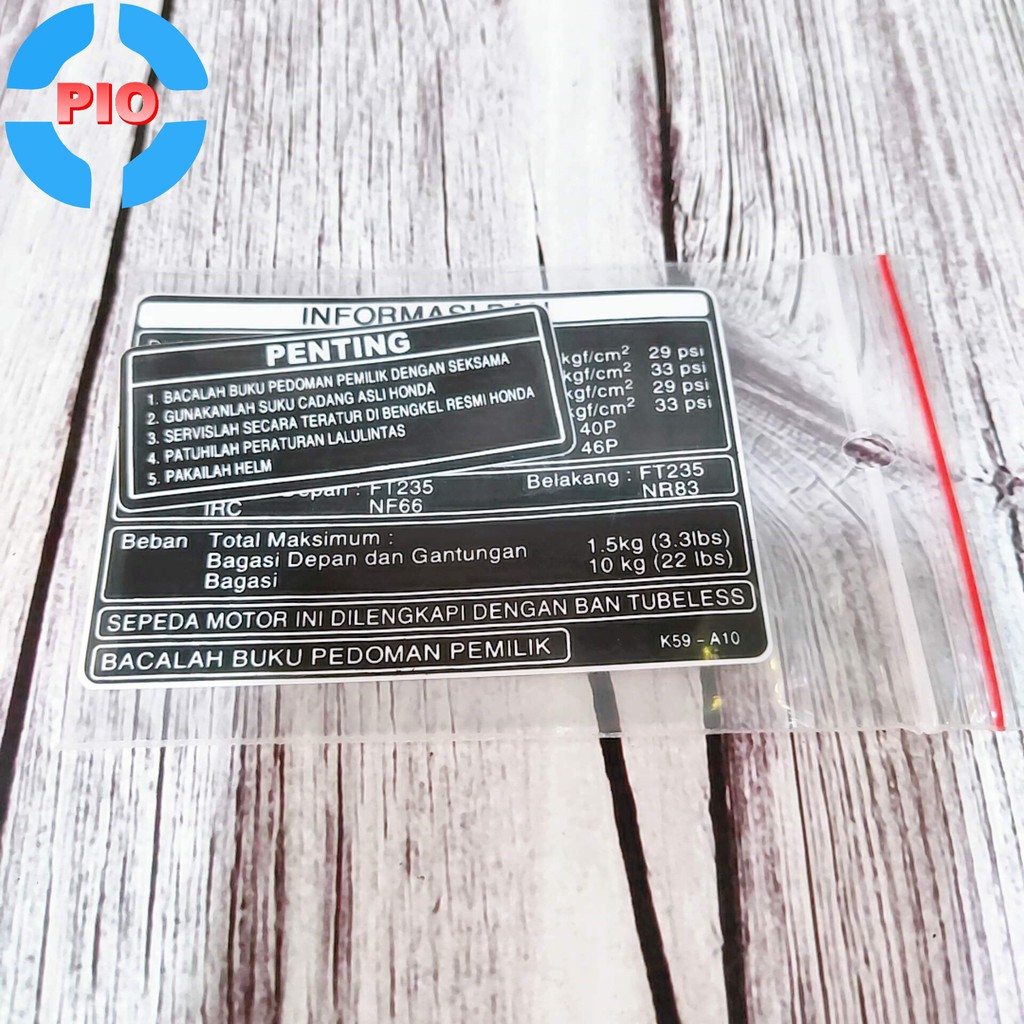 PIO
INFORMASI
PENTING
1. BACALAH BUKU PEDOMAN PEMILIK DENGAN SEKSAMA
2. GUNAKANLAH SUKU CADANG ASLI HONDA
3. SERVISLAH SECARA TERATUR DI BENGKEL RESMI HONDA
4. PATUHILAH PERATURAN LALULINTAS
5. PAKAILAH HELM
kgf/cm² 29 psi
kgf/cm² 33 psi
kgf/cm² 29 psi
kgf/cm² 33 psi
40P
46P
Depan : FT235 Belakang : FT235
IRC NF66 NR83
Beban Total Maksimum :
Bagasi Depan dan Gantungan 1.5kg (3.3lbs)
Bagasi 10 kg (22 lbs)
SEPEDA MOTOR INI DILENGKAPI DENGAN BAN TUBELESS
BACALAH BUKU PEDOMAN PEMILIK K59 - A10